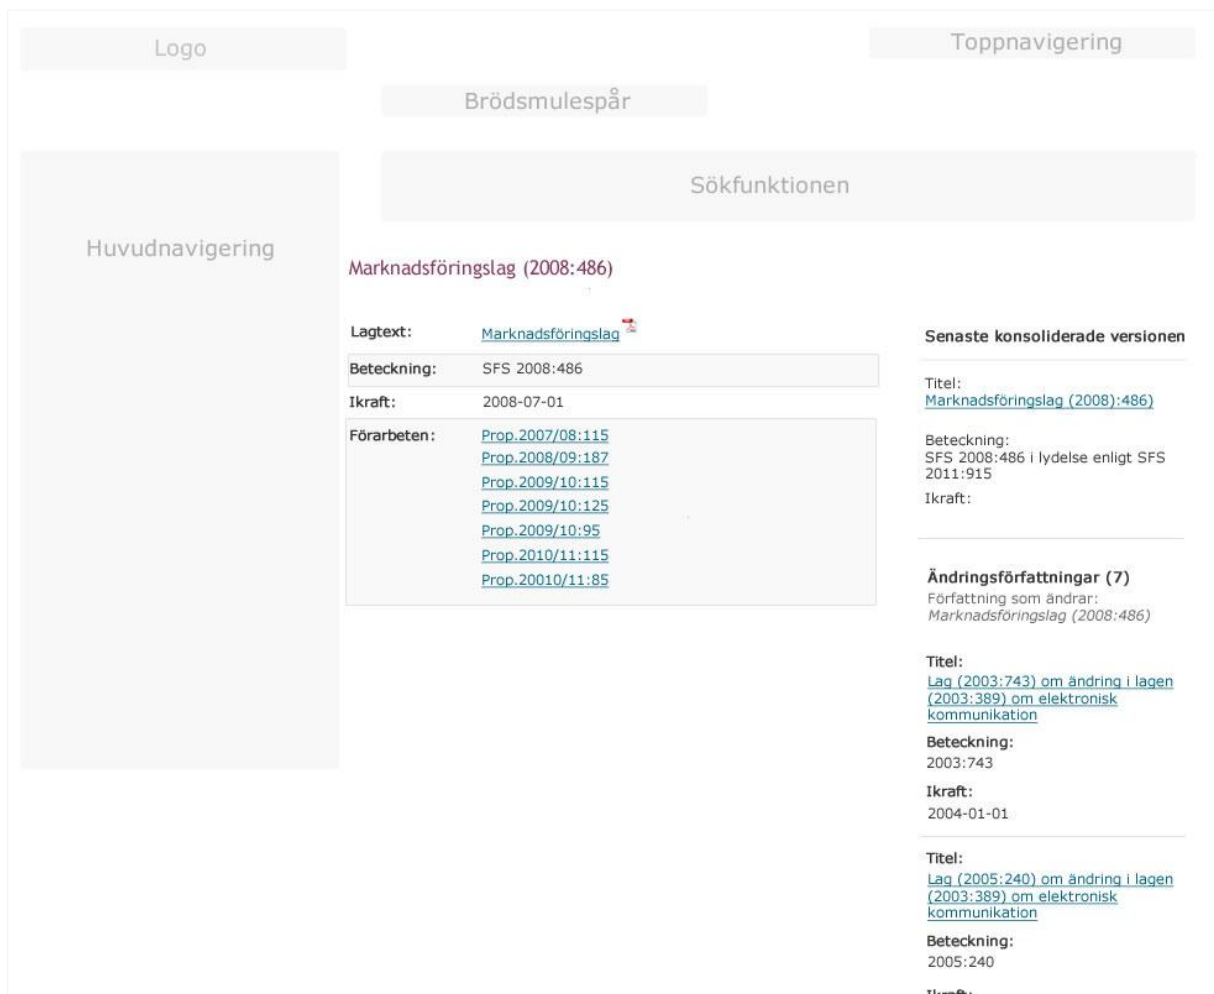 Logo
Toppnavigering
Brödsmulespår
Sökfunktionen
Huvudnavigering
Marknadsföringslag (2008:486)
Lagtext: Marknadsföringslag
Beteckning: SFS 2008:486
Ikraft: 2008-07-01
Förarbeten: Prop.2007/08:115
Prop.2008/09:187
Prop.2009/10:115
Prop.2009/10:125
Prop.2009/10:95
Prop.2010/11:115
Prop.20010/11:85
Senaste konsoliderade versionen
Titel:
Marknadsföringslag (2008):486)
Beteckning:
SFS 2008:486 i lydelse enligt SFS
2011:915
Ikraft:
Ändringsförfattningar (7)
Författning som ändrar:
Marknadsföringslag (2008:486)
Titel:
Lag (2003:743) om ändring i lagen
(2003:389) om elektronisk
kommunikation
Beteckning:
2003:743
Ikraft:
2004-01-01
Titel:
Lag (2005:240) om ändring i lagen
(2003:389) om elektronisk
kommunikation
Beteckning:
2005:240
Ikraft: